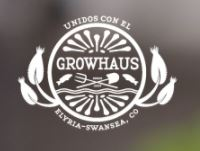 UNIDOS CON EL
GROWHAUS
ELYRIA-SWANSEA, CO